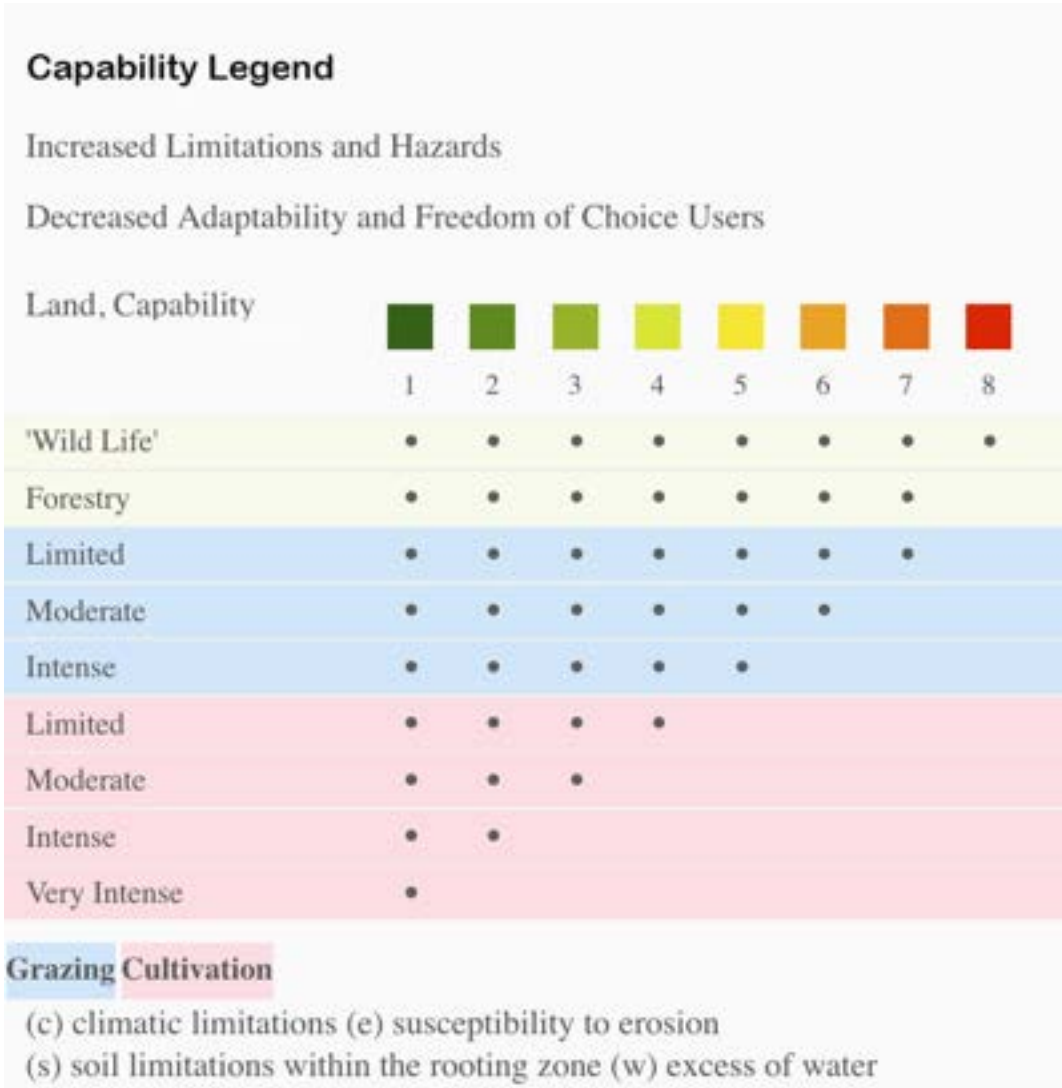 Capability Legend
Increased Limitations and Hazards
Decreased Adaptability and Freedom of Choice Users
Land, Capability
1 2 3 4 5 6 7 8
'Wild Life'
Forestry
Limited
Moderate
Intense
Limited
Moderate
Intense
Very Intense
Grazing Cultivation
(c) climatic limitations (e) susceptibility to erosion
(s) soil limitations within the rooting zone (w) excess of water